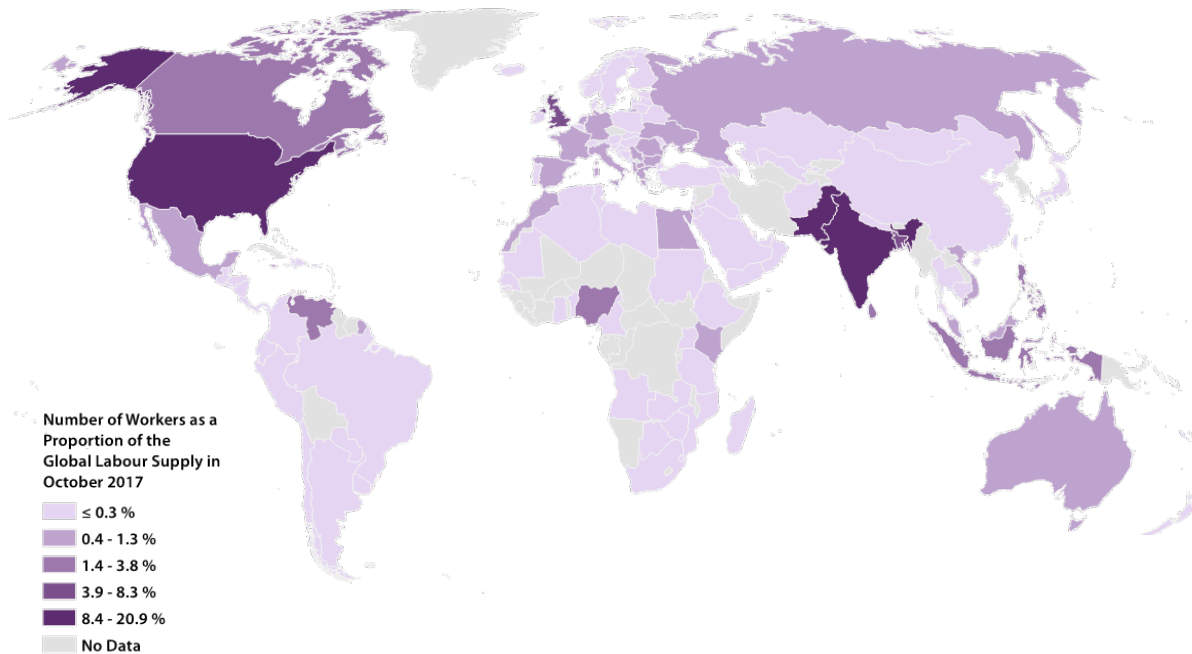 Number of Workers as a
Proportion of the
Global Labour Supply in
October 2017
≤ 0.3 %
0.4 - 1.3 %
1.4 - 3.8 %
3.9 - 8.3 %
8.4 - 20.9 %
No Data